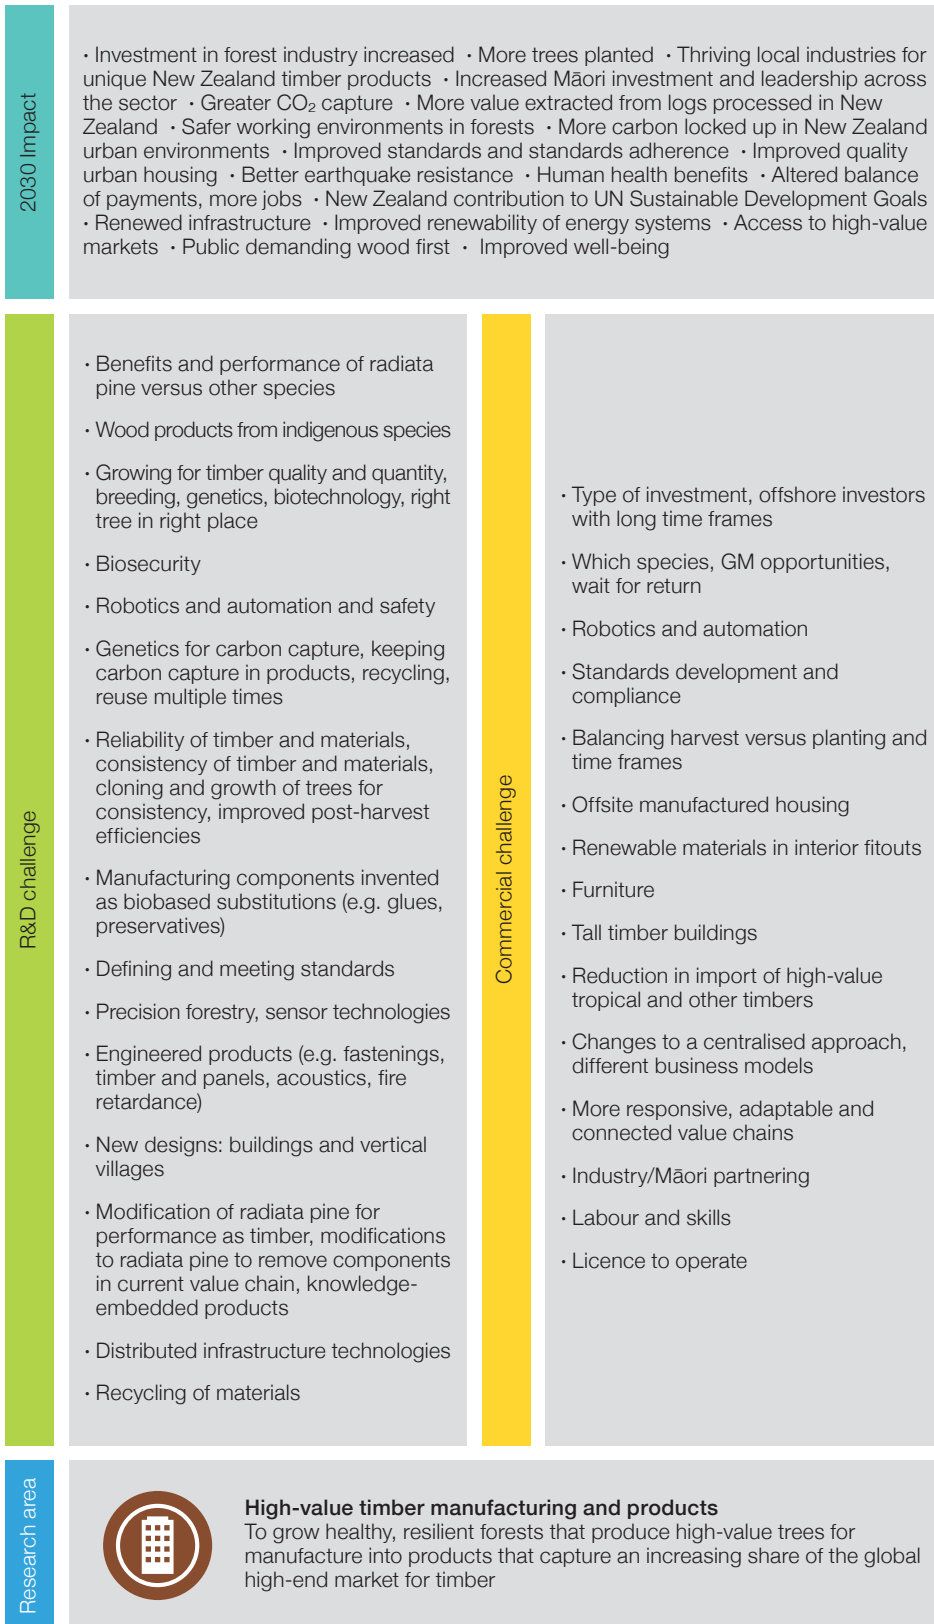 2030 Impact
· Investment in forest industry increased · More trees planted · Thriving local industries for
unique New Zealand timber products · Increased Māori investment and leadership across
the sector · Greater CO₂ capture · More value extracted from logs processed in New
Zealand · Safer working environments in forests · More carbon locked up in New Zealand
urban environments · Improved standards and standards adherence · Improved quality
urban housing · Better earthquake resistance · Human health benefits · Altered balance
of payments, more jobs · New Zealand contribution to UN Sustainable Development Goals
· Renewed infrastructure · Improved renewability of energy systems · Access to high-value
markets · Public demanding wood first · Improved well-being
R&D challenge
· Benefits and performance of radiata
pine versus other species
· Wood products from indigenous species
· Growing for timber quality and quantity,
breeding, genetics, biotechnology, right
tree in right place
· Biosecurity
· Robotics and automation and safety
· Genetics for carbon capture, keeping
carbon capture in products, recycling,
reuse multiple times
· Reliability of timber and materials,
consistency of timber and materials,
cloning and growth of trees for
consistency, improved post-harvest
efficiencies
· Manufacturing components invented
as biobased substitutions (e.g. glues,
preservatives)
· Defining and meeting standards
· Precision forestry, sensor technologies
· Engineered products (e.g. fastenings,
timber and panels, acoustics, fire
retardance)
· New designs: buildings and vertical
villages
· Modification of radiata pine for
performance as timber, modifications
to radiata pine to remove components
in current value chain, knowledge-
embedded products
· Distributed infrastructure technologies
· Recycling of materials
Commercial challenge
· Type of investment, offshore investors
with long time frames
· Which species, GM opportunities,
wait for return
· Robotics and automation
· Standards development and
compliance
· Balancing harvest versus planting and
time frames
· Offsite manufactured housing
· Renewable materials in interior fitouts
· Furniture
· Tall timber buildings
· Reduction in import of high-value
tropical and other timbers
· Changes to a centralised approach,
different business models
· More responsive, adaptable and
connected value chains
· Industry/Māori partnering
· Labour and skills
· Licence to operate
Research area
High-value timber manufacturing and products
To grow healthy, resilient forests that produce high-value trees for
manufacture into products that capture an increasing share of the global
high-end market for timber